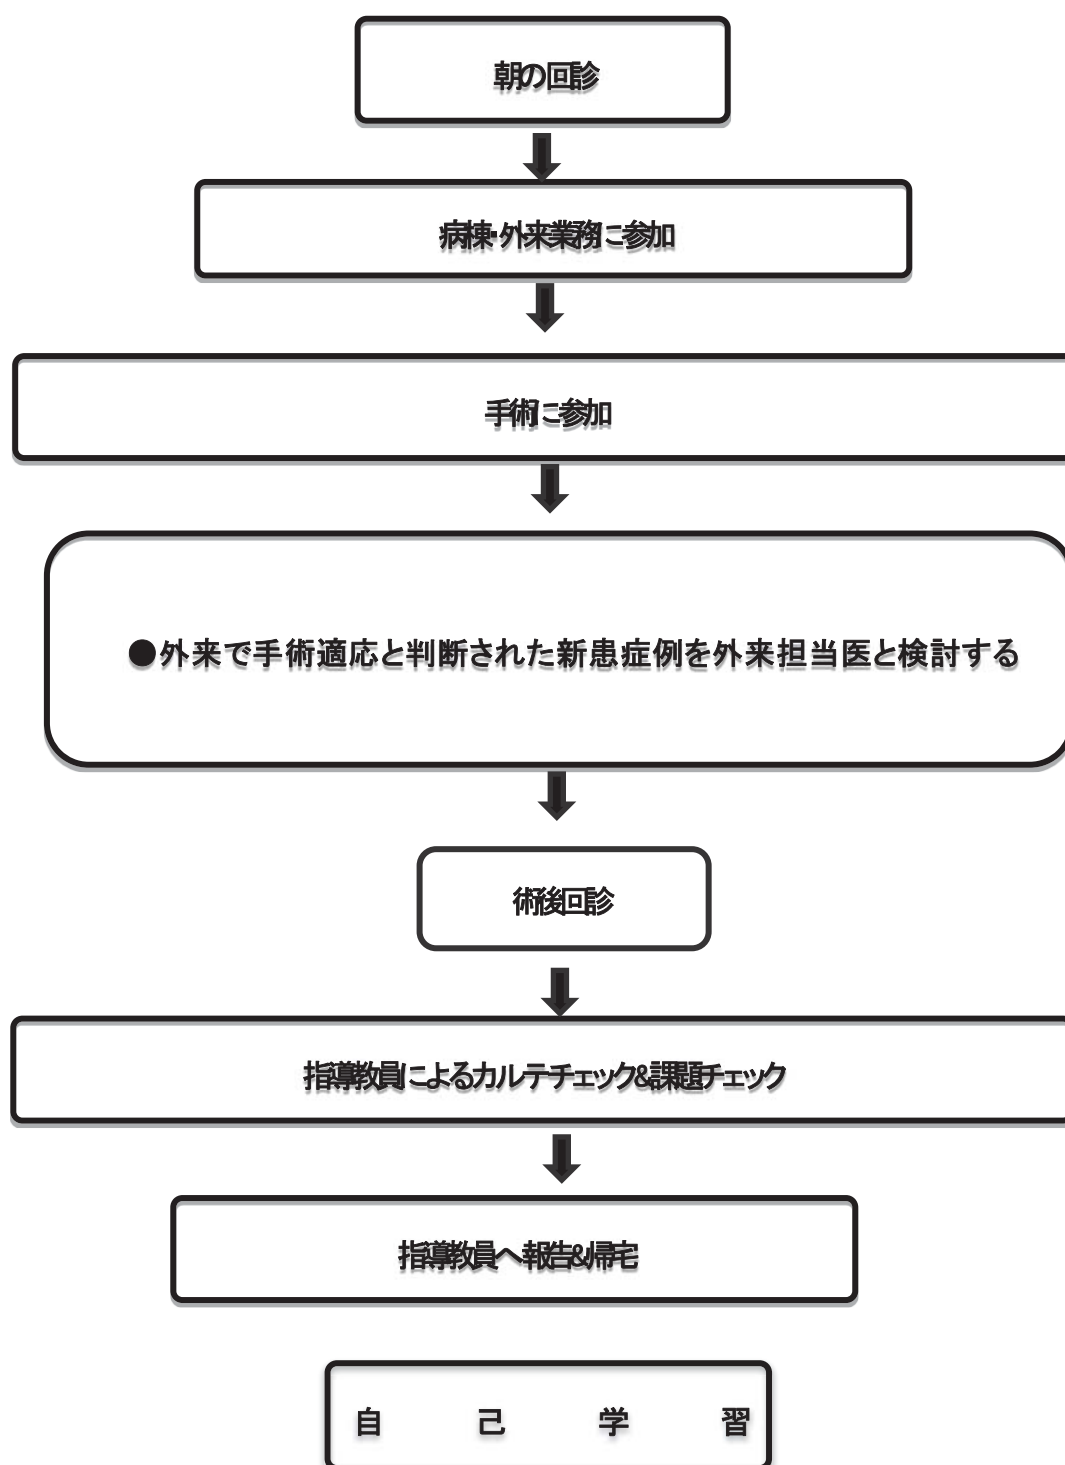 朝の回診
病棟・外来業務に参加
手術に参加
●外来で手術適応と判断された新患症例を外来担当医と検討する
術後回診
指導教員によるカルテチェック&課題チェック
指導教員へ報告&帰宅
自己学習